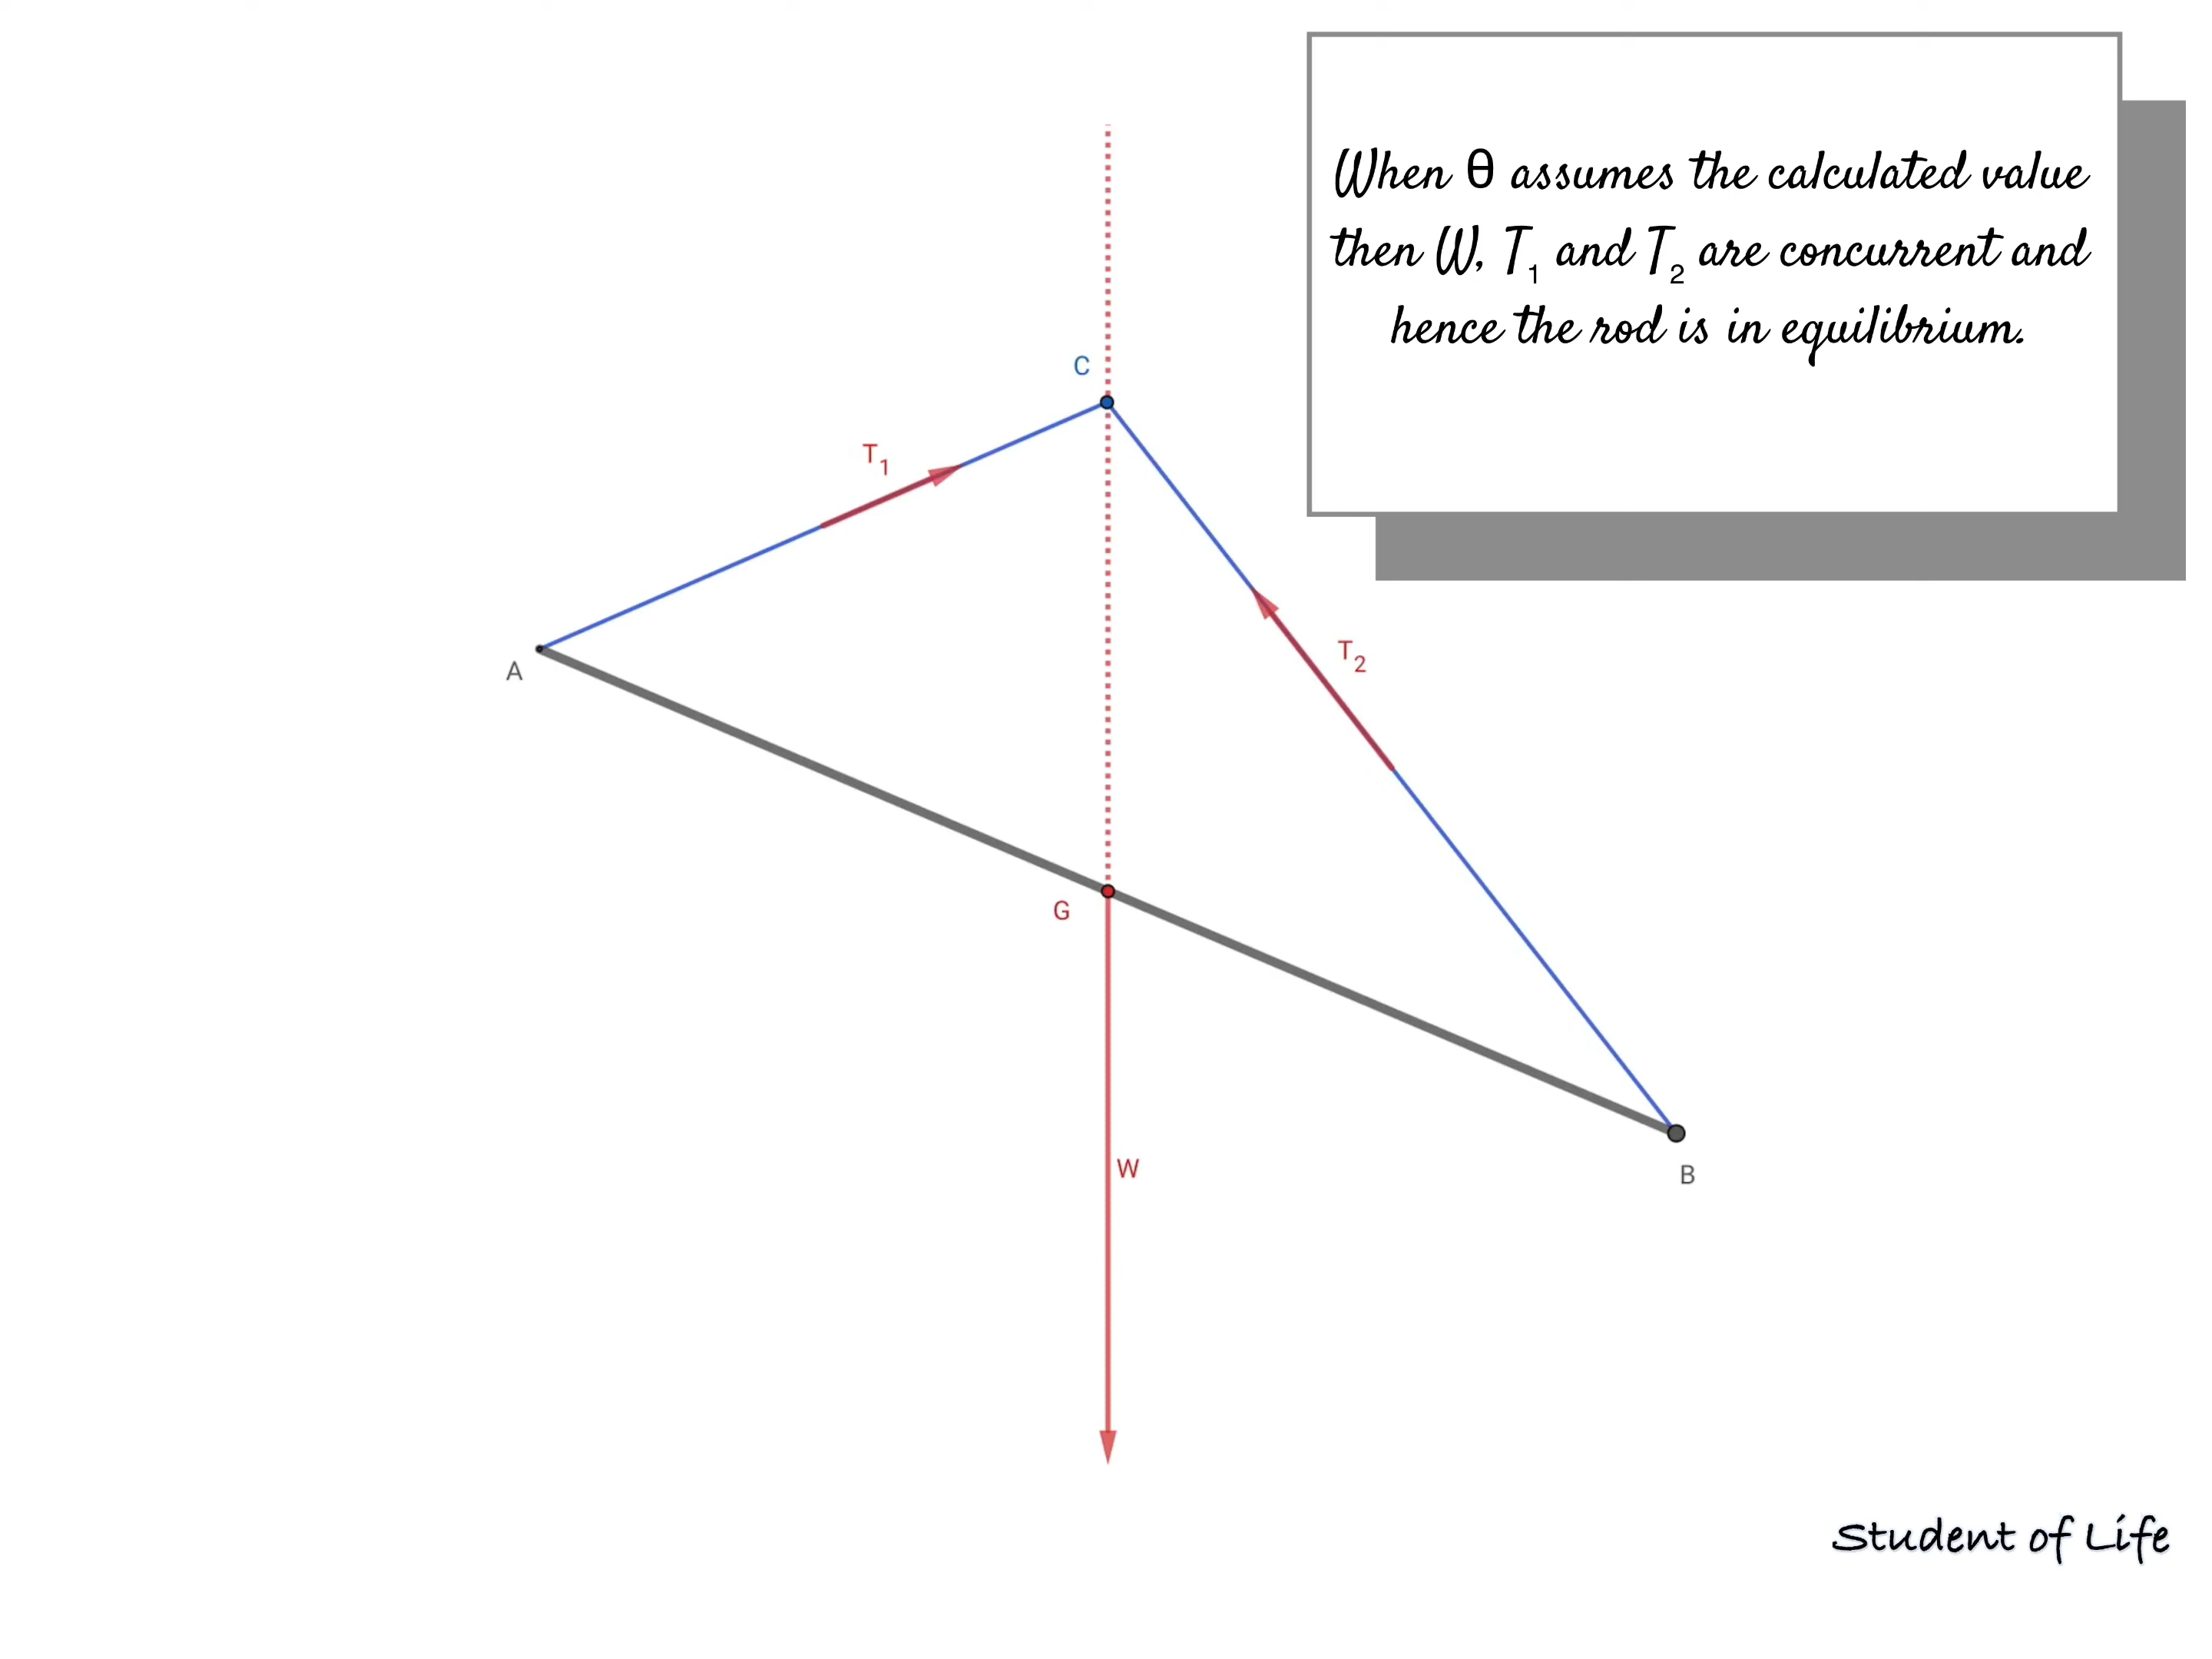 When θ assumes the calculated value
then W, T₁ and T₂ are concurrent and
hence the rod is in equilibrium.
C
T₁
T₂
A
G
W
B
Student of Life